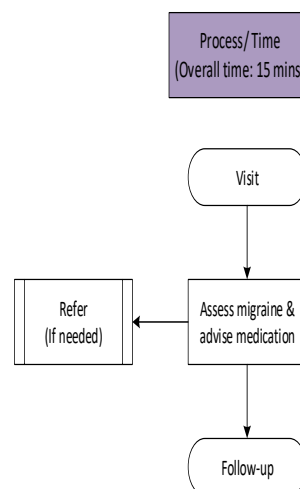 Process/ Time
(Overall time: 15 mins
Visit
Refer
(If needed)
Assess migraine &
advise medication
Follow-up